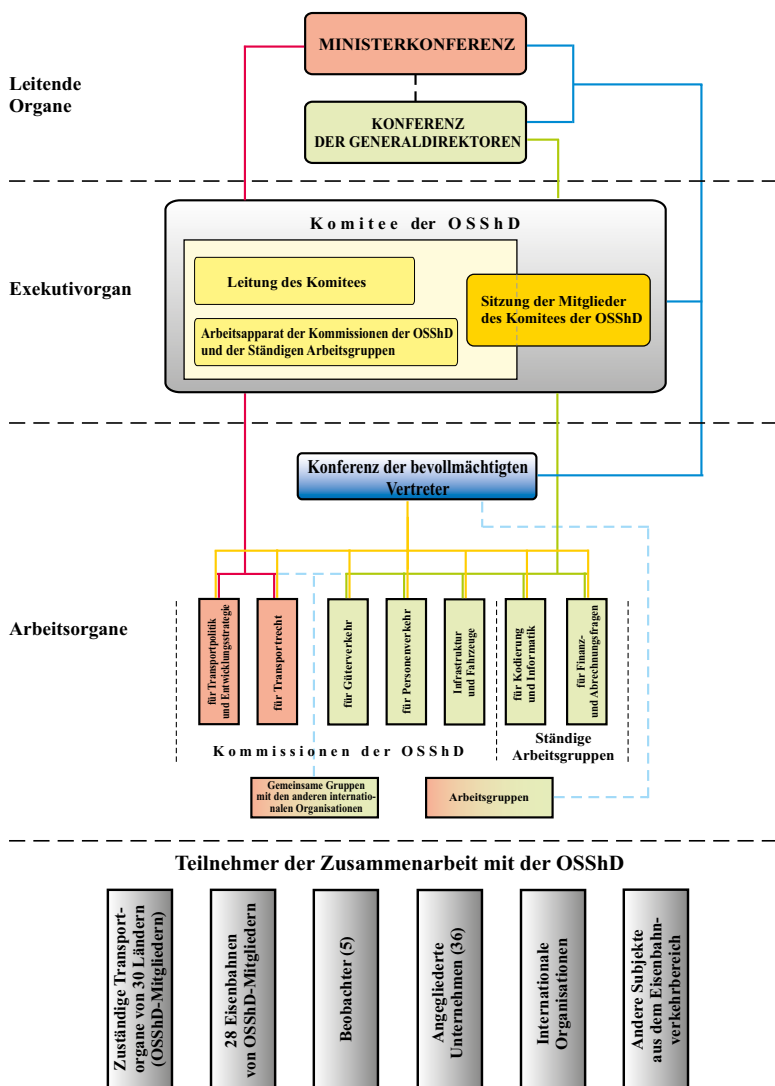 MINISTERKONFERENZ
Leitende
Organe
KONFERENZ
DER GENERALDIREKTOREN
Komitee der OSShD
Leitung des Komitees
Exekutivorgan
Sitzung der Mitglieder
des Komitees der OSShD
Arbeitsapparat der Kommissionen der OSShD
und der Ständigen Arbeitsgruppen
Konferenz der bevollmächtigten
Vertreter
Arbeitsorgane
für Transportpolitik
und Entwicklungsstrategie
für Transportrecht
für Güterverkehr
für Personenverkehr
Infrastruktur
und Fahrzeuge
für Kodierung
und Informatik
für Finanz-
und Abrechnungsfragen
Kommissionen der OSShD
Ständige
Arbeitsgruppen
Gemeinsame Gruppen
mit den anderen internatio-
nalen Organisationen
Arbeitsgruppen
Teilnehmer der Zusammenarbeit mit der OSShD
Zuständige Transport-
organe von 30 Ländern
(OSShD-Mitgliedern)
28 Eisenbahnen
von OSShD-Mitgliedern
Beobachter (5)
Angegliederte
Unternehmen (36)
Internationale
Organisationen
Andere Subjekte
aus dem Eisenbahn-
verkehrbereich